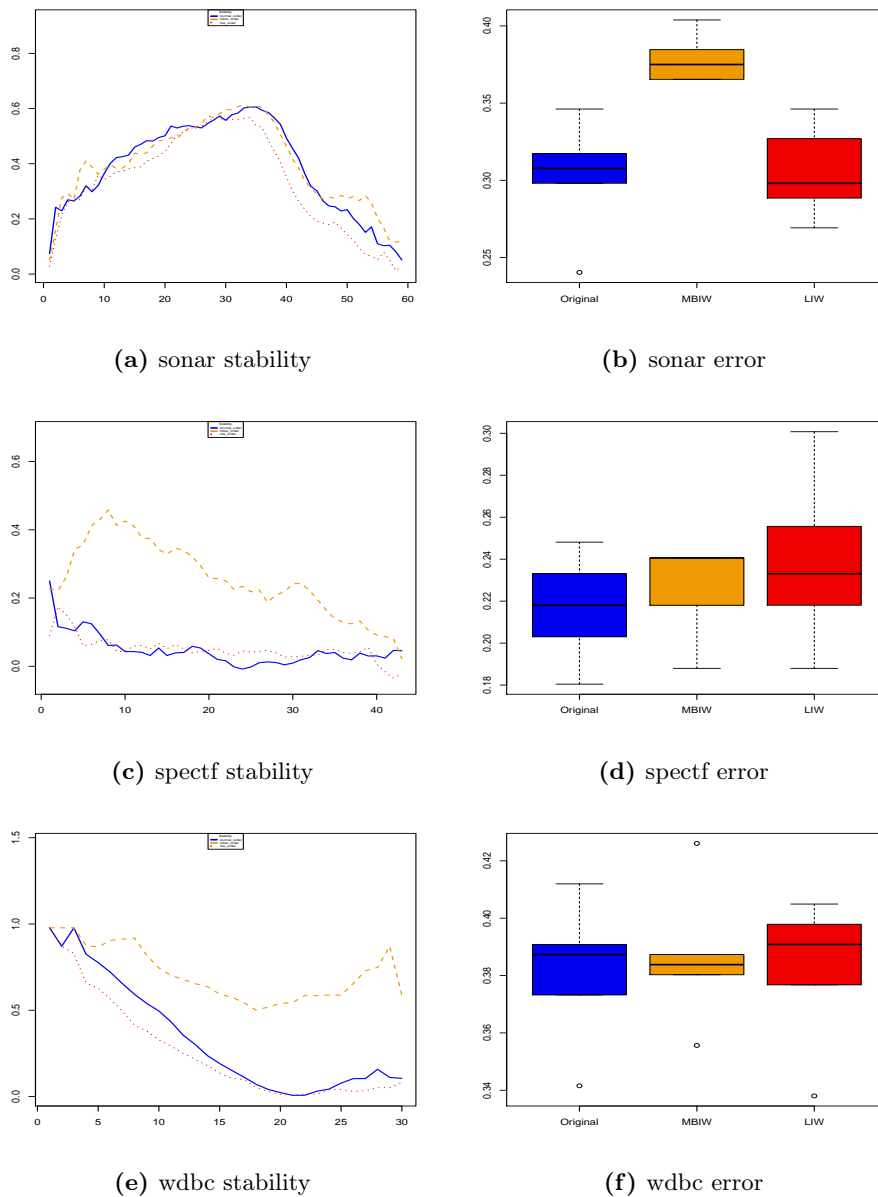 0.0 0.2 0.4 0.6 0.8
0 10 20 30 40 50 60
0.25 0.30 0.35 0.40
Original MBIW LIW
(a) sonar stability
(b) sonar error
0.0 0.2 0.4 0.6
0 10 20 30 40
0.18 0.20 0.22 0.24 0.26 0.28 0.30
Original MBIW LIW
(c) spectf stability
(d) spectf error
0.0 0.5 1.0 1.5
0 5 10 15 20 25 30
0.34 0.36 0.38 0.40 0.42
Original MBIW LIW
(e) wdbc stability
(f) wdbc error